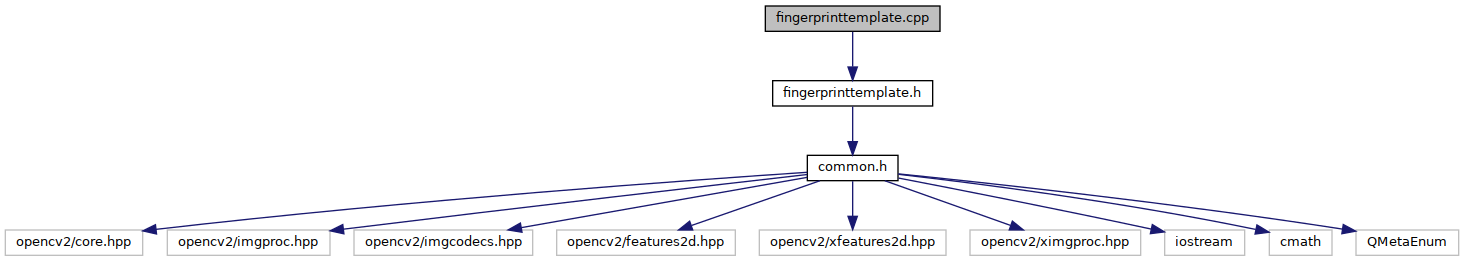 fingerprinttemplate.cpp
fingerprinttemplate.h
common.h
opencv2/core.hpp
opencv2/imgproc.hpp
opencv2/imgcodecs.hpp
opencv2/features2d.hpp
opencv2/xfeatures2d.hpp
opencv2/ximgproc.hpp
iostream
cmath
QMetaEnum